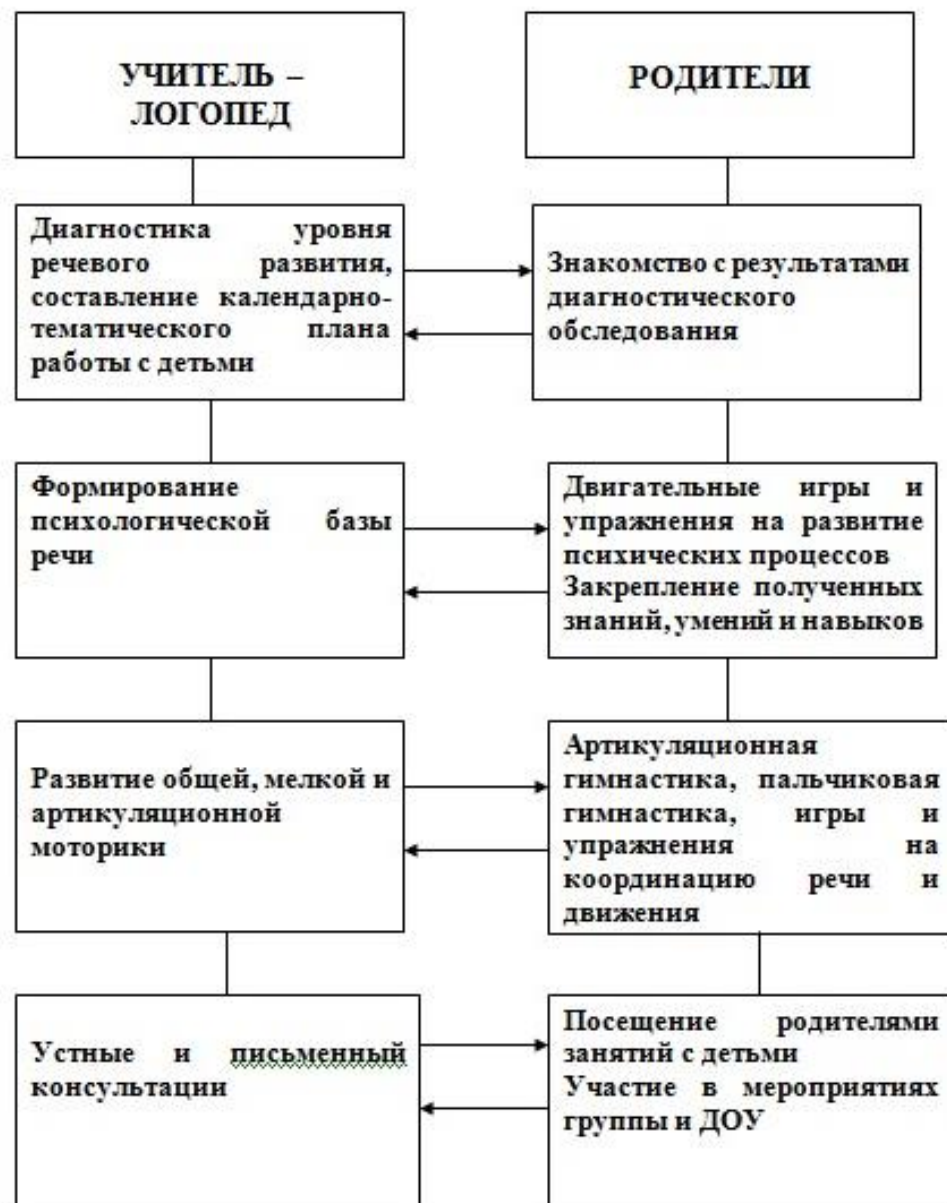 УЧИТЕЛЬ –
ЛОГОПЕД
РОДИТЕЛИ
Диагностика уровня
речевого развития,
составление календарно-
тематического плана
работы с детьми
Знакомство с результатами
диагностического
обследования
Формирование
психологической базы
речи
Двигательные игры и
упражнения на развитие
психических процессов
Закрепление полученных
знаний, умений и навыков
Развитие общей, мелкой и
артикуляционной
моторики
Артикуляционная
гимнастика, пальчиковая
гимнастика, игры и
упражнения на
координацию речи и
движения
Устные и письменный
консультации
Посещение родителями
занятий с детьми
Участие в мероприятиях
группы и ДОУ